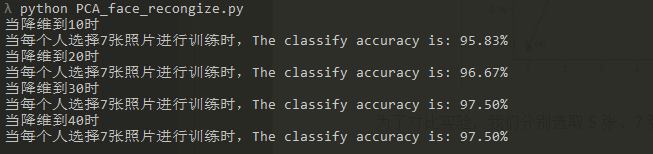 λ python PCA_face_recongize.py
当降维到10时
当每个人选择7张照片进行训练时，The classify accuracy is: 95.83%
当降维到20时
当每个人选择7张照片进行训练时，The classify accuracy is: 96.67%
当降维到30时
当每个人选择7张照片进行训练时，The classify accuracy is: 97.50%
当降维到40时
当每个人选择7张照片进行训练时，The classify accuracy is: 97.50%